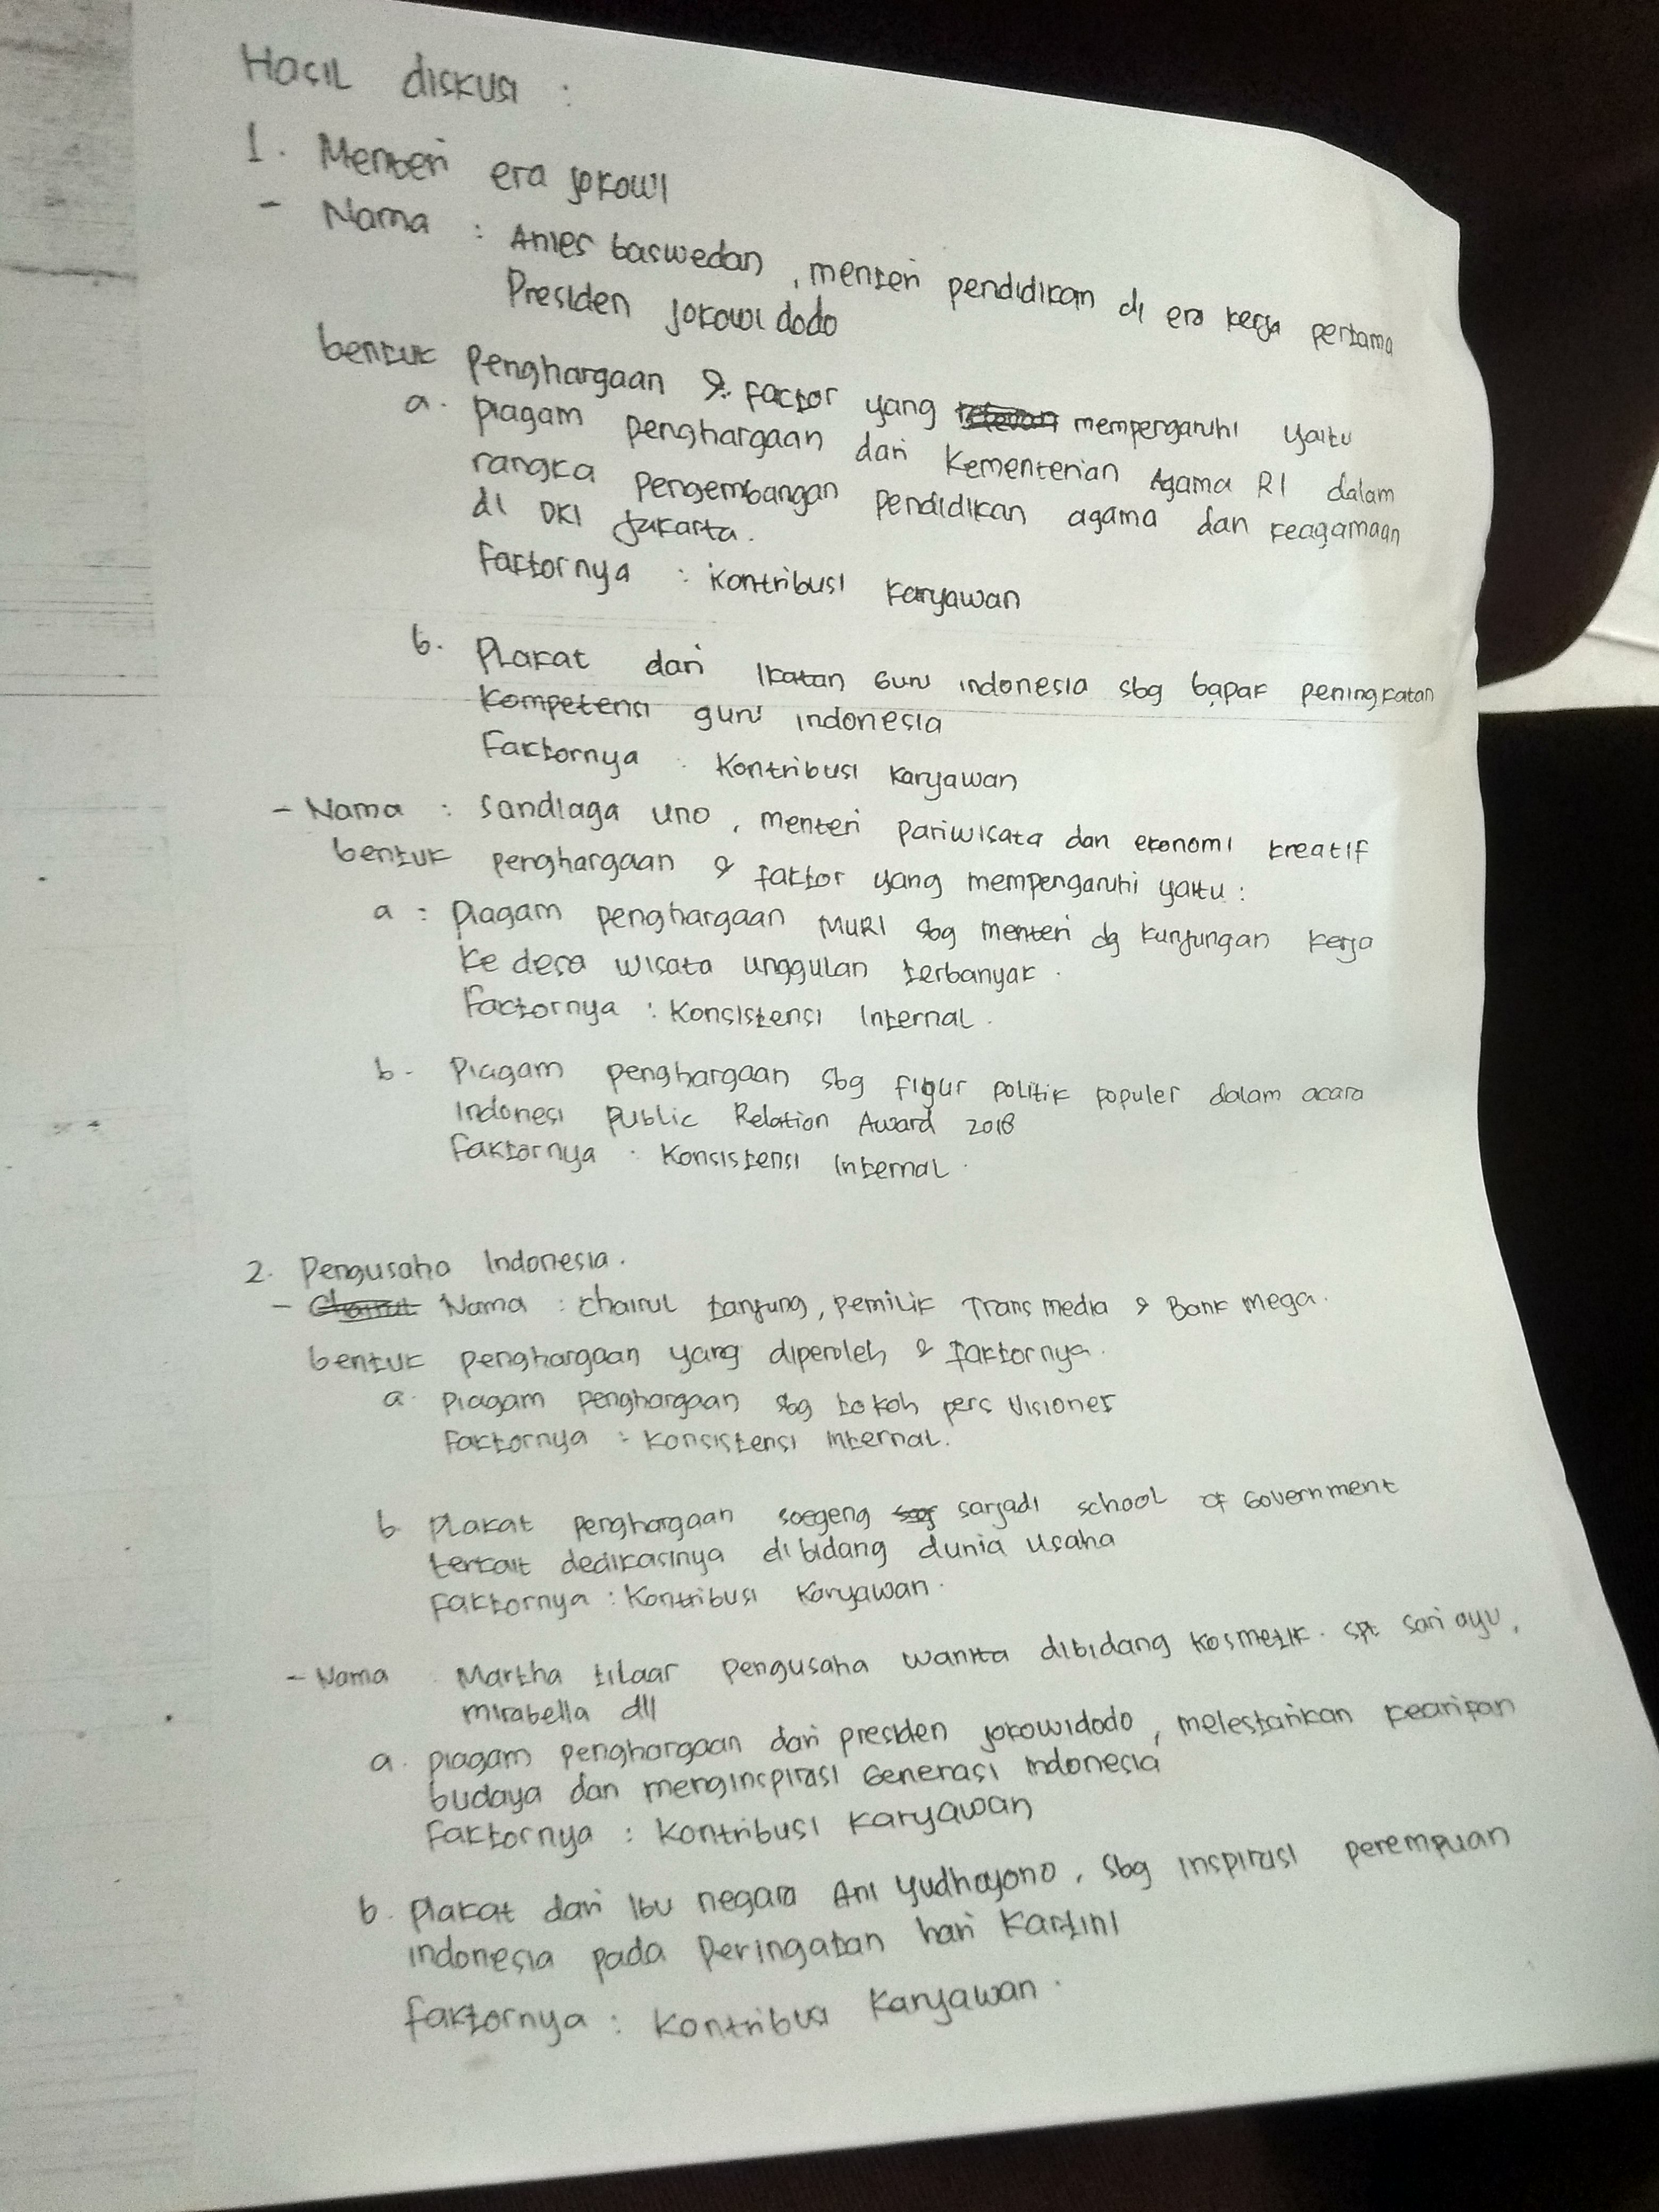 Hasil diskusi :
1. Menteri era jokowi
- Nama : Anies baswedan, menteri pendidikan di era kerja pertama
Presiden jokowi dodo
bentuk penghargaan & factor yang mempengaruhi yaitu
a. piagam penghargaan dari Kementerian Agama RI dalam
rangka pengembangan pendidikan agama dan keagamaan
di DKI Jakarta.
Faktornya : Kontribusi Karyawan
b. Plakat dari Ikatan Guru indonesia sbg bapak peningkatan
Kompetensi guru indonesia
Faktornya : Kontribusi Karyawan
- Nama : Sandiaga uno, menteri pariwisata dan ekonomi kreatif
bentuk penghargaan & faktor yang mempengaruhi yaitu :
a : Piagam penghargaan MURI sbg menteri dg kunjungan kerja
ke desa wisata unggulan terbanyak.
Factornya : Konsistensi Internal.
b. Piagam penghargaan sbg figur politik populer dalam acara
Indonesi Public Relation Award 2018
Faktornya : Konsistensi Internal.
2. Pengusaha Indonesia.
- Nama : chairul tanjung, pemilik Trans media & Bank Mega.
bentuk penghargaan yang diperoleh & faktornya.
a. piagam penghargaan sbg tokoh pers visioner
Faktornya : Konsistensi internal.
b. Plakat penghargaan soegeng sarjadi school of Government
terkait dedikasinya dibidang dunia usaha
Faktornya : Kontribusi Karyawan.
- Nama : Martha tilaar pengusaha wanita dibidang kosmetik. spt sari ayu,
mirabella dll
a. piagam penghargaan dari presiden jokowidodo, melestarikan kearifan
budaya dan menginspirasi Generasi indonesia
Faktornya : Kontribusi Karyawan
b. Plakat dari Ibu negara Ani Yudhoyono, sbg inspirasi perempuan
indonesia pada Peringatan hari Kartini
faktornya : Kontribusi Karyawan.